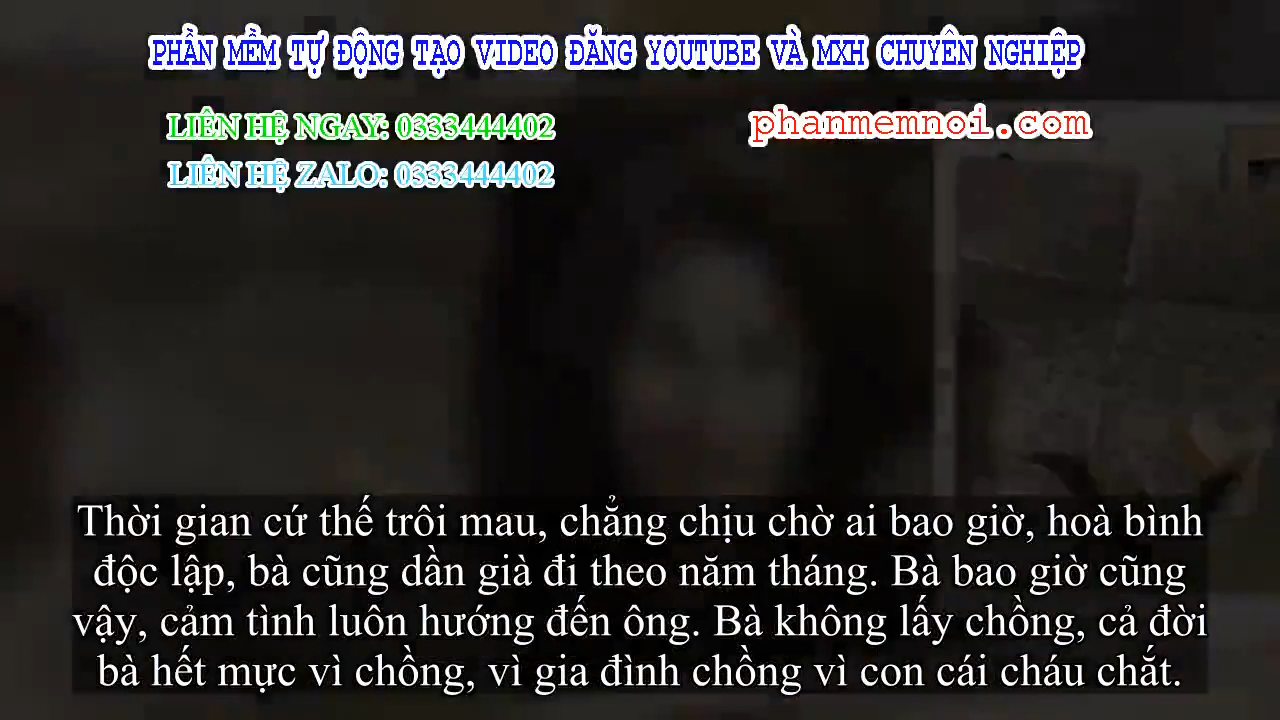 PHẦN MỀM TỰ ĐỘNG TẠO VIDEO ĐĂNG YOUTUBE VÀ MXH CHUYÊN NGHIỆP
LIÊN HỆ NGAY: 0333444402
phanmemnoi.com
LIÊN HỆ ZALO: 0333444402
Thời gian cứ thế trôi mau, chẳng chịu chờ ai bao giờ, hoà bình
độc lập, bà cũng dần già đi theo năm tháng. Bà bao giờ cũng
vậy, cảm tình luôn hướng đến ông. Bà không lấy chồng, cả đời
bà hết mực vì chồng, vì gia đình chồng vì con cái cháu chắt.